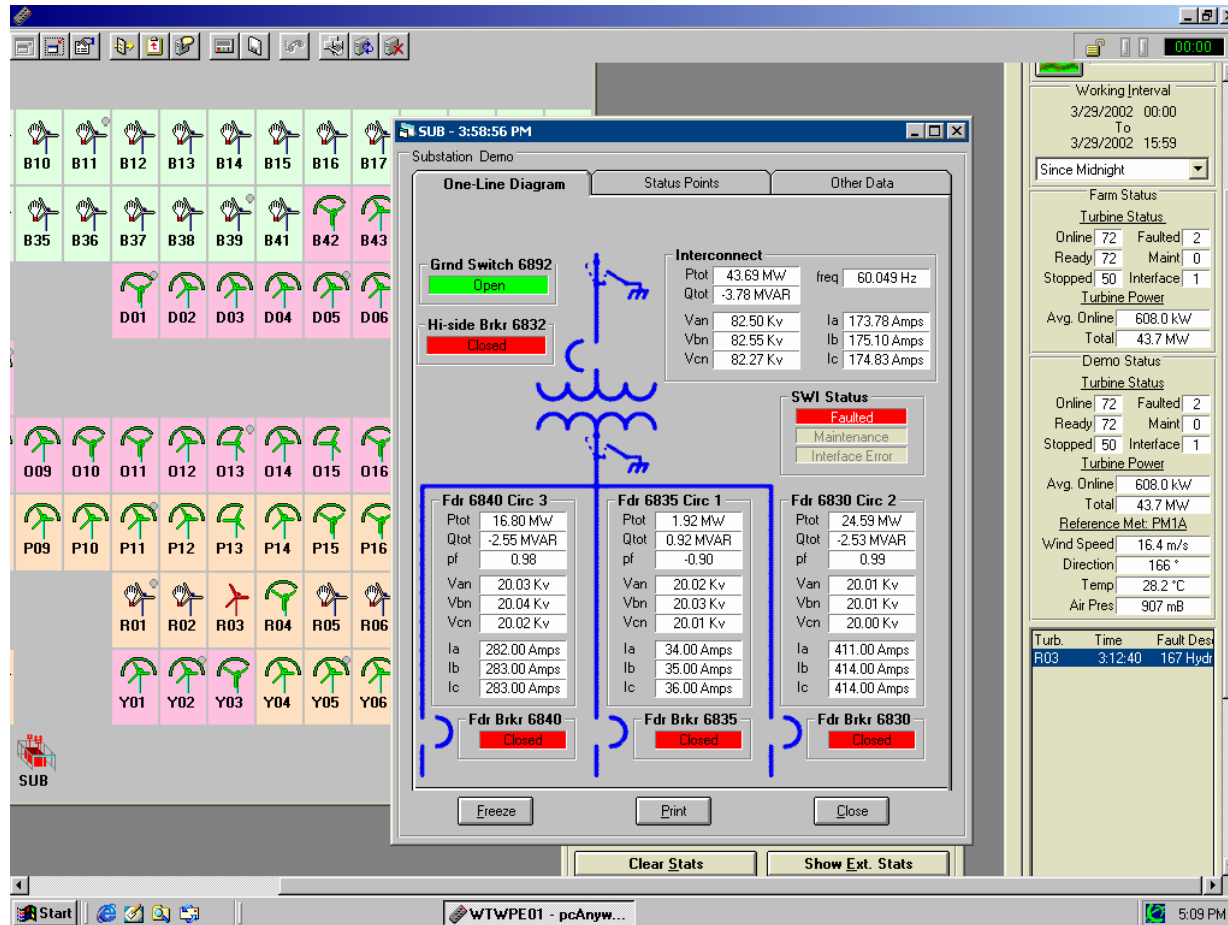 00:00
B10 B11 B12 B13 B14 B15 B16 B17
B35 B36 B37 B38 B39 B41 B42 B43
D01 D02 D03 D04 D05 D06
O09 O10 O11 O12 O13 O14 O15 O16
P09 P10 P11 P12 P13 P14 P15 P16
R01 R02 R03 R04 R05 R06
Y01 Y02 Y03 Y04 Y05 Y06
SUB
SUB - 3:58:56 PM
Substation Demo
One-Line Diagram Status Points Other Data
Grnd Switch 6892
Open
Hi-side Brkr 6832
Closed
Interconnect
Ptot 43.69 MW freq 60.049 Hz
Qtot -3.78 MVAR
Van 82.50 Kv Ia 173.78 Amps
Vbn 82.55 Kv Ib 175.10 Amps
Vcn 82.27 Kv Ic 174.83 Amps
SWI Status
Faulted
Maintenance
Interface Error
Fdr 6840 Circ 3
Ptot 16.80 MW
Qtot -2.55 MVAR
pf 0.98
Van 20.03 Kv
Vbn 20.04 Kv
Vcn 20.02 Kv
Ia 282.00 Amps
Ib 283.00 Amps
Ic 283.00 Amps
Fdr Brkr 6840
Closed
Fdr 6835 Circ 1
Ptot 1.92 MW
Qtot 0.92 MVAR
pf -0.90
Van 20.02 Kv
Vbn 20.03 Kv
Vcn 20.01 Kv
Ia 34.00 Amps
Ib 35.00 Amps
Ic 36.00 Amps
Fdr Brkr 6835
Closed
Fdr 6830 Circ 2
Ptot 24.59 MW
Qtot -2.53 MVAR
pf 0.99
Van 20.01 Kv
Vbn 20.01 Kv
Vcn 20.00 Kv
Ia 411.00 Amps
Ib 414.00 Amps
Ic 414.00 Amps
Fdr Brkr 6830
Closed
Freeze Print Close
Clear Stats Show Ext. Stats
Working Interval
3/29/2002 00:00
To
3/29/2002 15:59
Since Midnight
Farm Status
Turbine Status
Online 72 Faulted 2
Ready 72 Maint 0
Stopped 50 Interface 1
Turbine Power
Avg. Online 608.0 kW
Total 43.7 MW
Demo Status
Turbine Status
Online 72 Faulted 2
Ready 72 Maint 0
Stopped 50 Interface 1
Turbine Power
Avg. Online 608.0 kW
Total 43.7 MW
Reference Met: PM1A
Wind Speed 16.4 m/s
Direction 166 °
Temp 28.2 °C
Air Pres 907 mB
Turb. Time Fault Des
R03 3:12:40 167 Hydr
Start WTWPE01 - pcAnyw... 5:09 PM